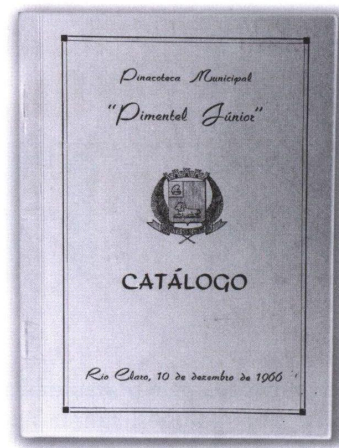 Pinacoteca Municipal
"Pimentel Júnior"
CATÁLOGO
Rio Claro, 10 de dezembro de 1966